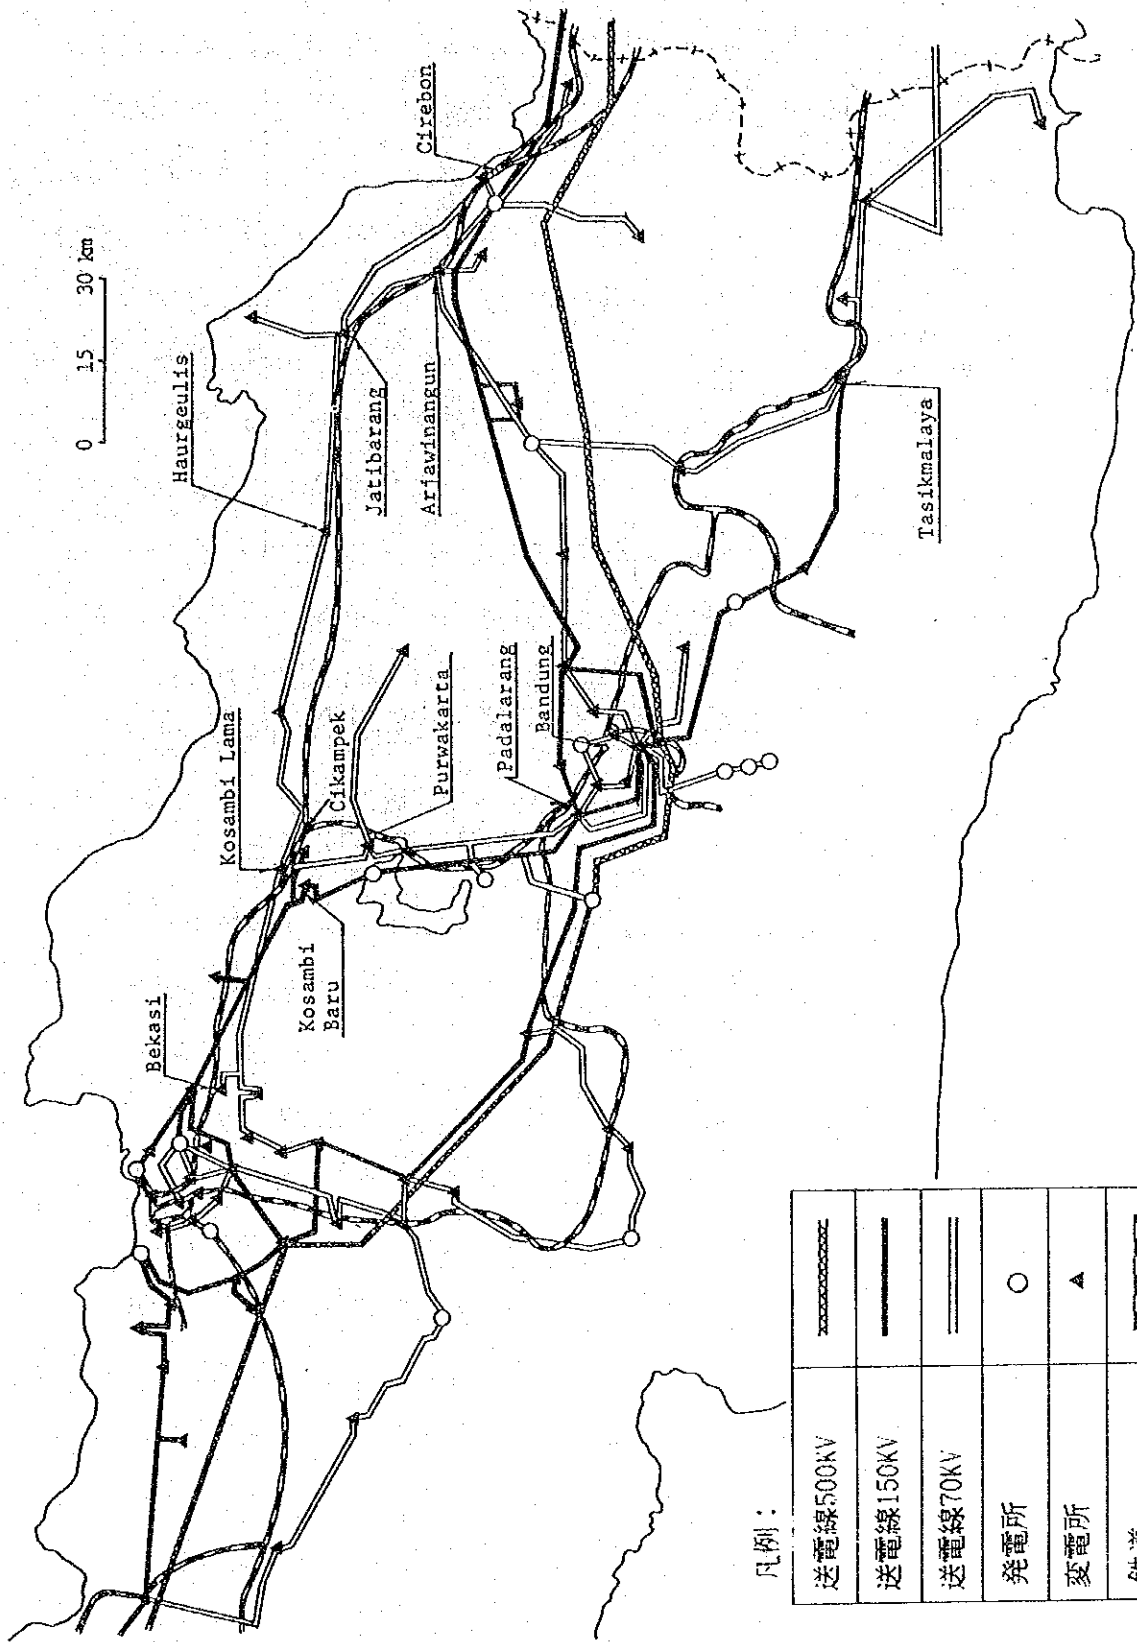 0 15 30 km
Cirebon
Haurgeulis
Jatibarang
Arjawinangun
Tasikmalaya
Kosambi Lama
Cikampek
Purwakarta
Padalarang
Bandung
Bekasi
Kosambi
Baru
凡例：
送電線500KV
送電線150KV
送電線70KV
発電所
変電所
鉄道